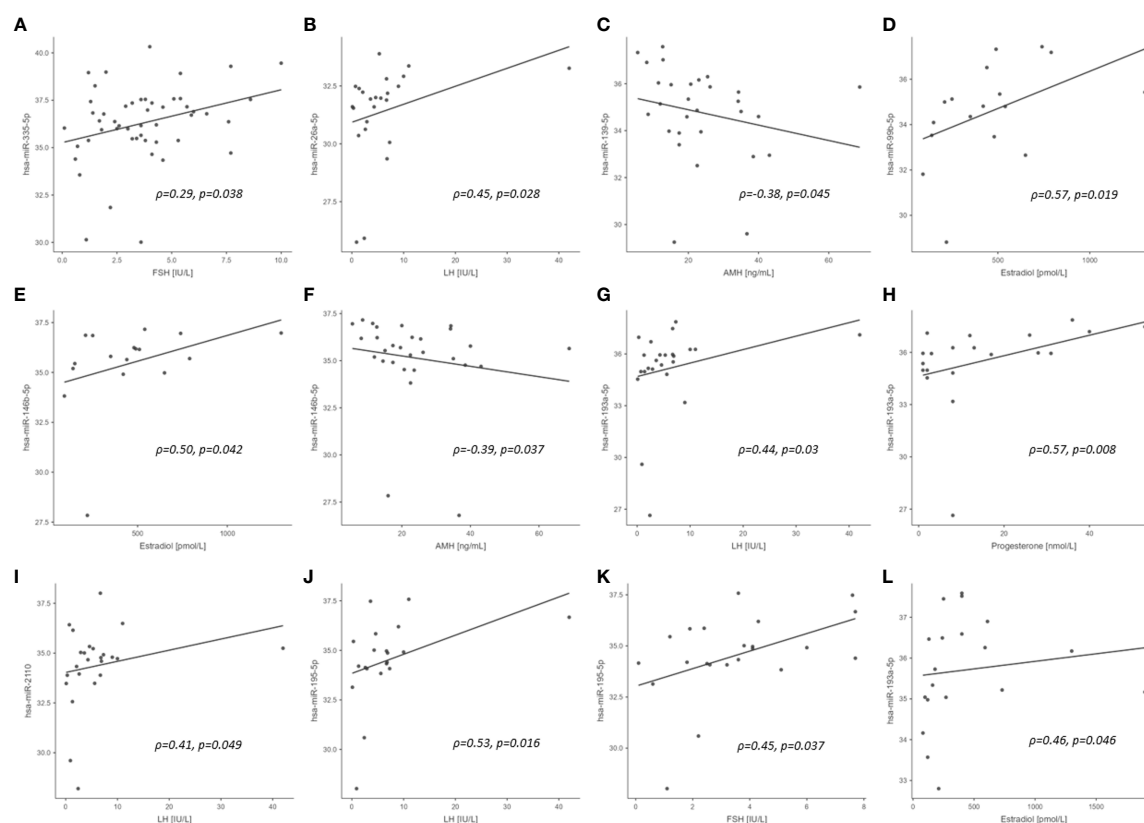 A
hsa-miR-335-5p
40.0
37.5
35.0
32.5
30.0
ρ=0.29, p=0.038
0.0 2.5 5.0 7.5 10.0
FSH [IU/L]
B
hsa-miR-26a-5p
32.5
30.0
27.5
ρ=0.45, p=0.028
0 10 20 30 40
LH [IU/L]
C
hsa-miR-139-5p
36
34
32
30
ρ=-0.38, p=0.045
20 40 60
AMH [ng/mL]
D
hsa-miR-99b-5p
36
34
32
30
ρ=0.57, p=0.019
500 1000
Estradiol [pmol/L]
E
hsa-miR-146b-5p
37.5
35.0
32.5
30.0
27.5
ρ=0.50, p=0.042
500 1000
Estradiol [pmol/L]
F
hsa-miR-146b-5p
37.5
35.0
32.5
30.0
27.5
ρ=-0.39, p=0.037
20 40 60
AMH [ng/mL]
G
hsa-miR-193a-5p
36
33
30
27
ρ=0.44, p=0.03
0 10 20 30 40
LH [IU/L]
H
hsa-miR-193a-5p
36
33
30
27
ρ=0.57, p=0.008
0 20 40
Progesterone [nmol/L]
I
hsa-miR-2110
37.5
35.0
32.5
30.0
ρ=0.41, p=0.049
0 10 20 30 40
LH [IU/L]
J
hsa-miR-195-5p
37.5
35.0
32.5
30.0
ρ=0.53, p=0.016
0 10 20 30 40
LH [IU/L]
K
hsa-miR-195-5p
37.5
35.0
32.5
30.0
ρ=0.45, p=0.037
0 2 4 6 8
FSH [IU/L]
L
hsa-miR-193a-5p
37
36
35
34
33
ρ=0.46, p=0.046
0 500 1000 1500
Estradiol [pmol/L]